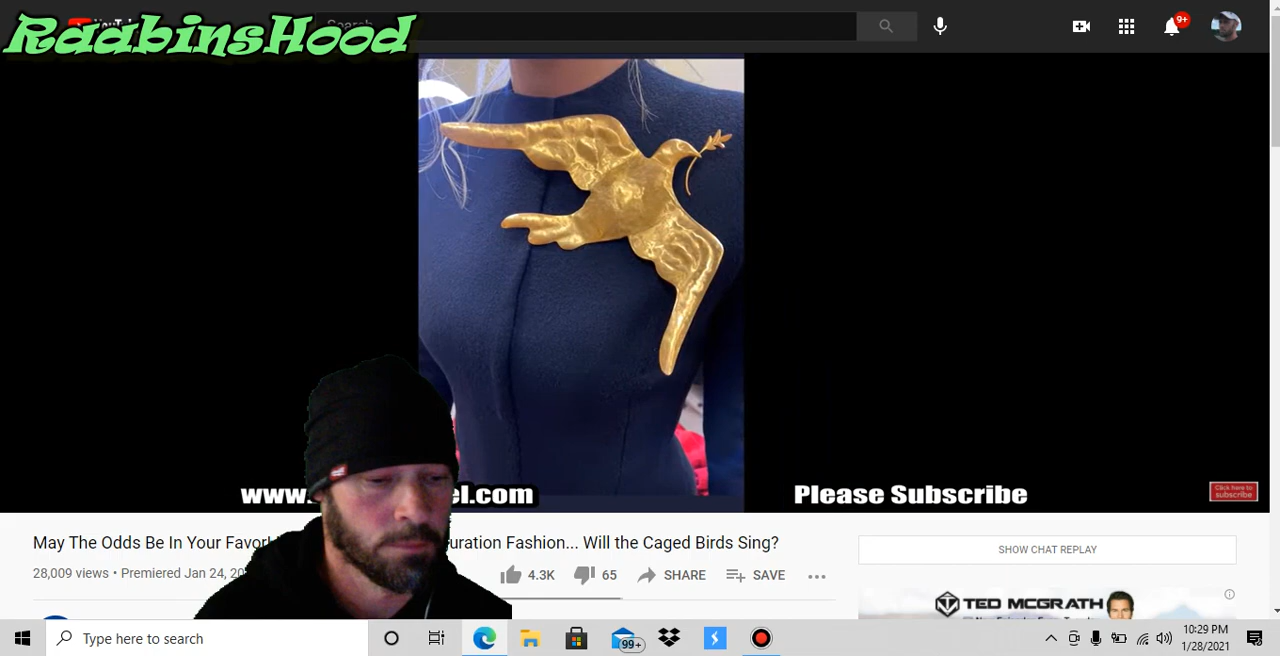 RaabinsHood
Search
9+
www.
el.com
Please Subscribe
Click here to
subscribe
May The Odds Be In Your Favor
uration Fashion... Will the Caged Birds Sing?
28,009 views • Premiered Jan 24, 20
4.3K
65
SHARE
SAVE
SHOW CHAT REPLAY
TED MCGRATH
Type here to search
99+
10:29 PM
1/28/2021